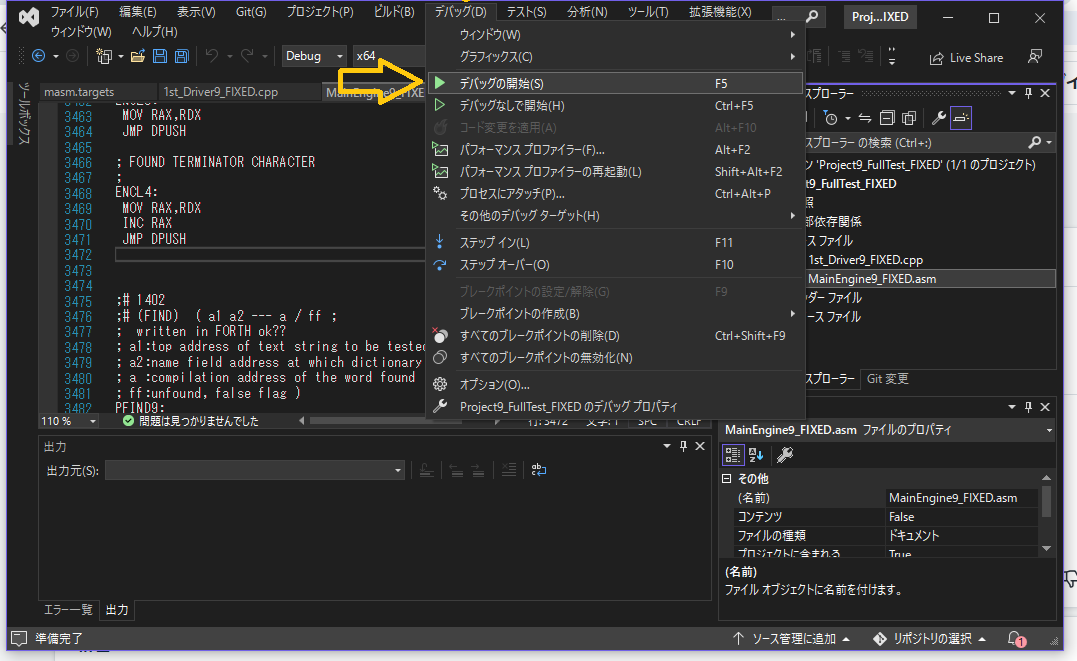 ファイル(F) 編集(E) 表示(V) Git(G) プロジェクト(P) ビルド(B) デバッグ(D) テスト(S) 分析(N) ツール(T) 拡張機能(X) ... Proj...IXED
ウィンドウ(W) ヘルプ(H)
Debug x64 Live Share
ツールボックス
masm.targets 1st_Driver9_FIXED.cpp MainEngine9_FIXE
3463 MOV RAX,RDX
3464 JMP DPUSH
3465
3466 ; FOUND TERMINATOR CHARACTER
3467 ;
3468 ENCL4:
3469 MOV RAX,RDX
3470 INC RAX
3471 JMP DPUSH
3472
3473
3474
3475 ;# 1402
3476 ;# (FIND) ( a1 a2 --- a / ff ;
3477 ; written in FORTH ok??
3478 ; a1:top address of text string to be tested
3479 ; a2:name field address at which dictionary
3480 ; a :compilation address of the word found
3481 ; ff:unfound, false flag )
3482 PFIND9:
110 % 問題は見つかりませんでした 行: 3472 文字: 1 SPC CRLF
ウィンドウ(W)
グラフィックス(C)
デバッグの開始(S) F5
デバッグなしで開始(H) Ctrl+F5
コード変更を適用(A) Alt+F10
パフォーマンス プロファイラー(F)... Alt+F2
パフォーマンス プロファイラーの再起動(L) Shift+Alt+F2
プロセスにアタッチ(P)... Ctrl+Alt+P
その他のデバッグ ターゲット(H)
ステップ イン(L) F11
ステップ オーバー(O) F10
ブレークポイントの設定/解除(G) F9
ブレークポイントの作成(B)
すべてのブレークポイントの削除(D) Ctrl+Shift+F9
すべてのブレークポイントの無効化(N)
オプション(O)...
Project9_FullTest_FIXED のデバッグ プロパティ
スプローラー
スプローラー の検索 (Ctrl+:)
ン 'Project9_FullTest_FIXED' (1/1 のプロジェクト)
t9_FullTest_FIXED
照
部依存関係
ス ファイル
1st_Driver9_FIXED.cpp
MainEngine9_FIXED.asm
ダー ファイル
ース ファイル
スプローラー Git 変更
出力
出力元(S):
エラー一覧 出力
MainEngine9_FIXED.asm ファイルのプロパティ
その他
(名前) MainEngine9_FIXED.asm
コンテンツ False
ファイルの種類 ドキュメント
プロジェクトに含まれる True
(名前)
ファイル オブジェクトに名前を付けます。
準備完了 ソース管理に追加 リポジトリの選択 1